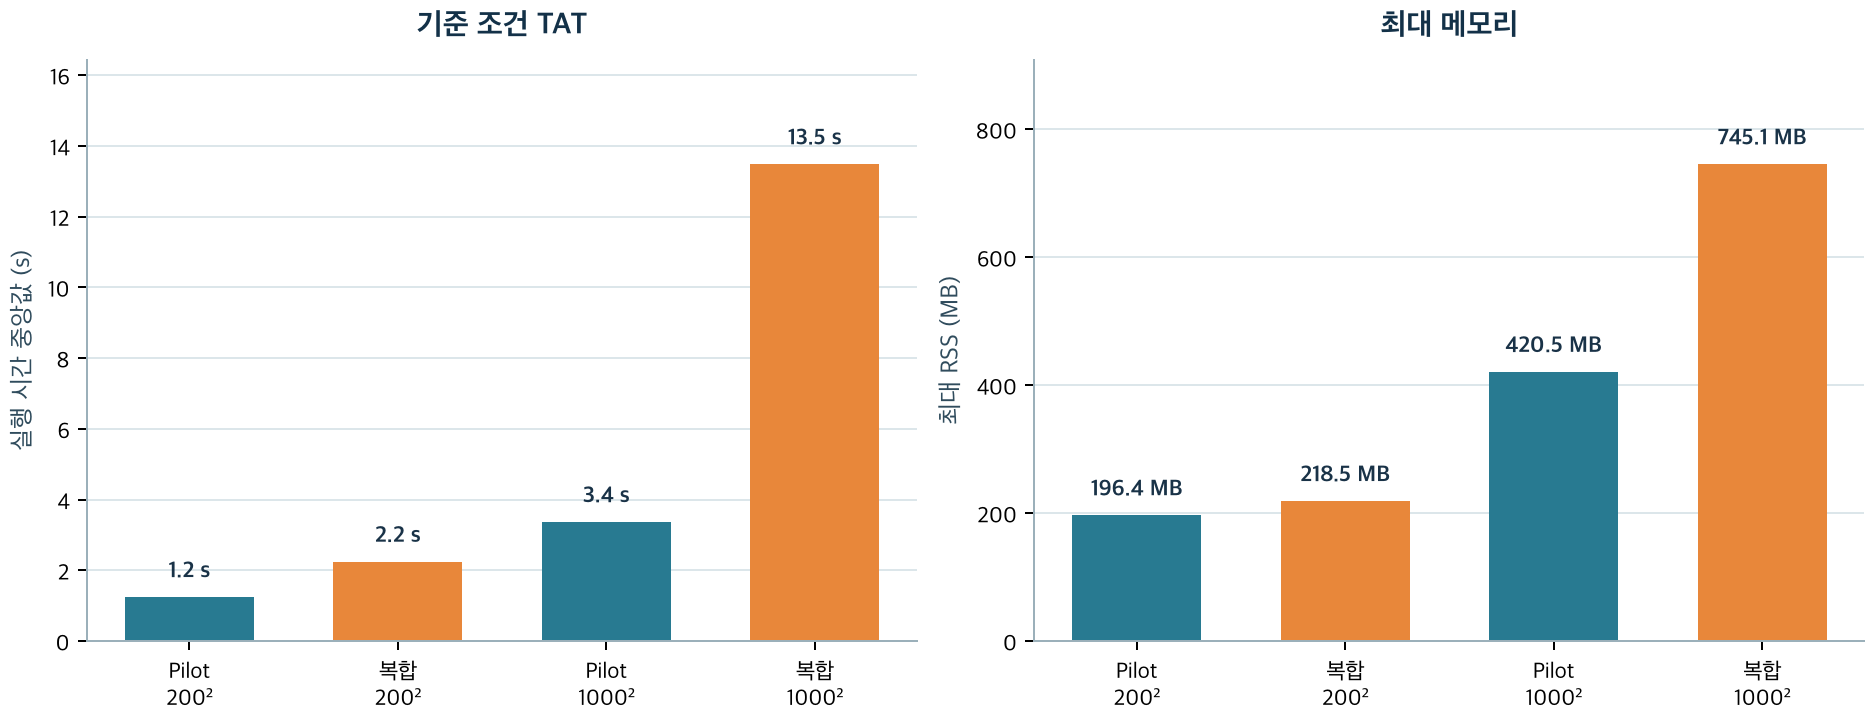 기준 조건 TAT
실행 시간 중앙값 (s)
16
14
12
10
8
6
4
2
0
1.2 s
2.2 s
3.4 s
13.5 s
Pilot
200²
복합
200²
Pilot
1000²
복합
1000²
최대 메모리
최대 RSS (MB)
800
600
400
200
0
196.4 MB
218.5 MB
420.5 MB
745.1 MB
Pilot
200²
복합
200²
Pilot
1000²
복합
1000²